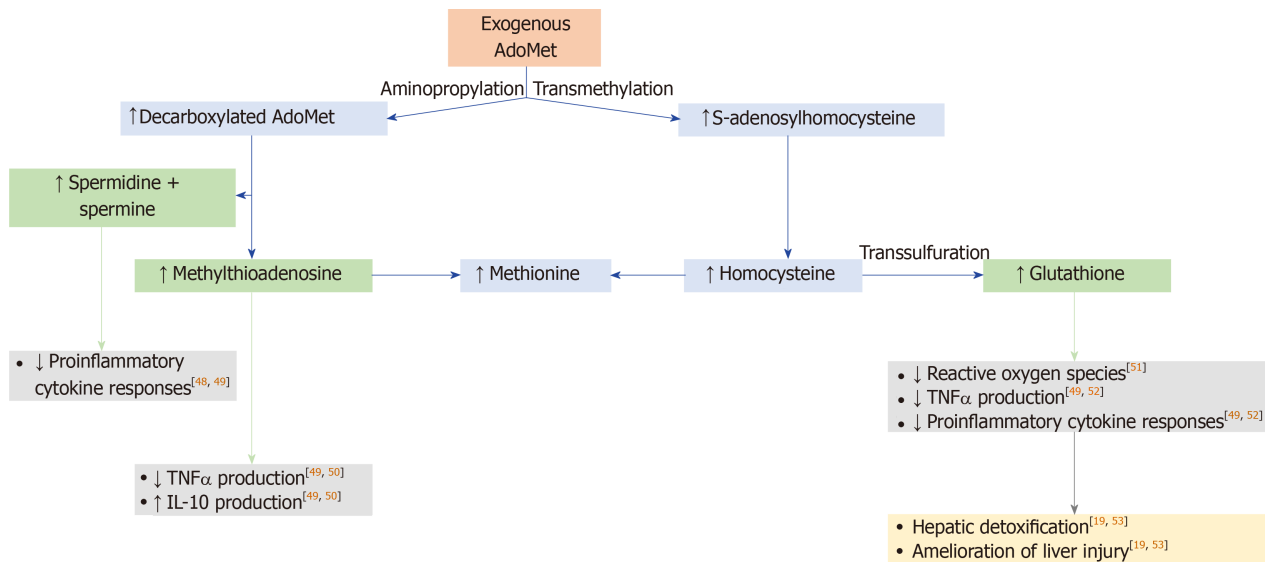 Exogenous
AdoMet
Aminopropylation
Transmethylation
↑Decarboxylated AdoMet
↑S-adenosylhomocysteine
↑ Spermidine +
spermine
Transsulfuration
↑ Methylthioadenosine
↑ Methionine
↑ Homocysteine
↑ Glutathione
• ↓ Proinflammatory
cytokine responses[48, 49]
• ↓ Reactive oxygen species[51]
• ↓ TNFα production[49, 52]
• ↓ Proinflammatory cytokine responses[49, 52]
• ↓ TNFα production[49, 50]
• ↑ IL-10 production[49, 50]
• Hepatic detoxification[19, 53]
• Amelioration of liver injury[19, 53]